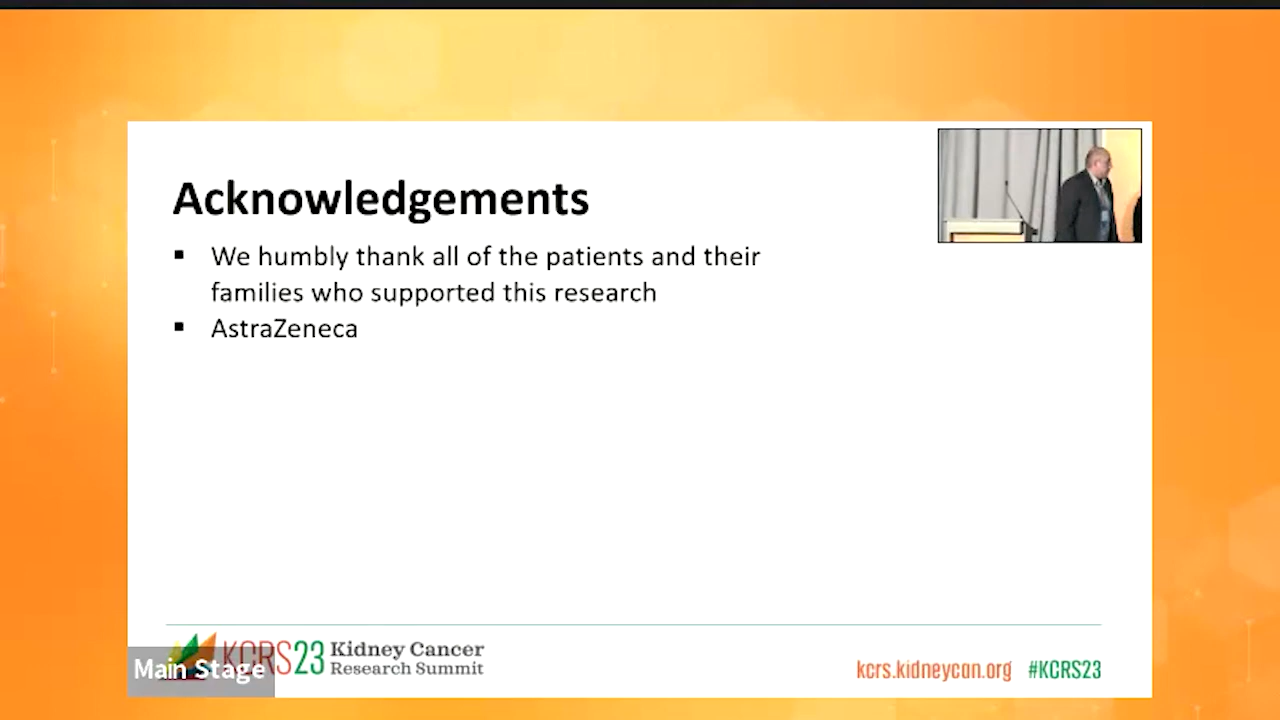 Acknowledgements
▪ We humbly thank all of the patients and their
families who supported this research
▪ AstraZeneca
KCRS23 Kidney Cancer
Research Summit
Main Stage
kcrs.kidneycan.org #KCRS23